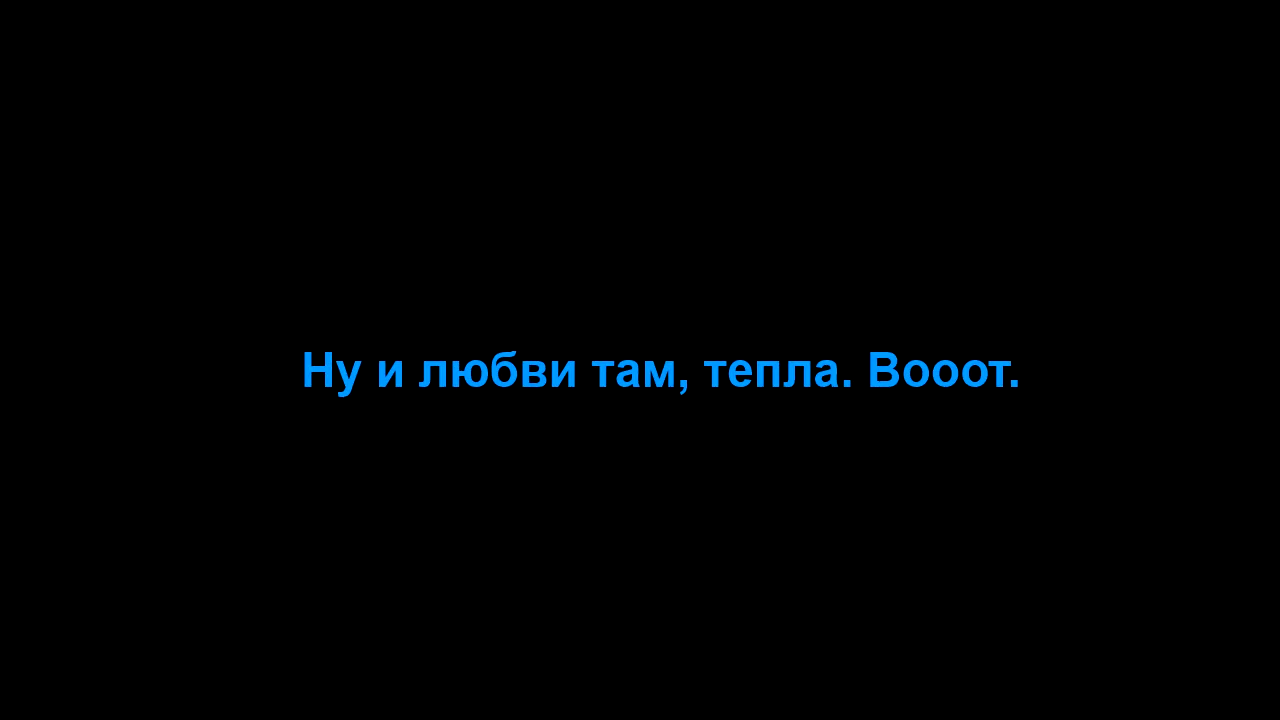 Ну и любви там, тепла. Вооот.